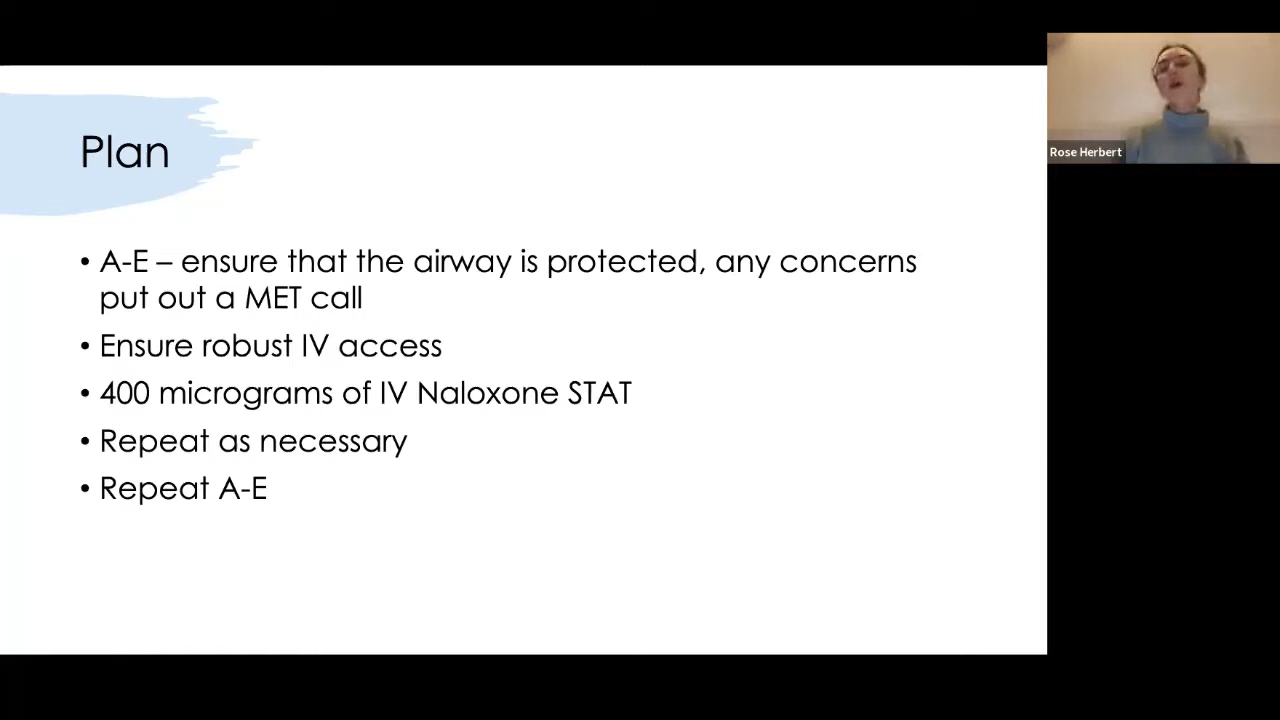 Plan
• A-E – ensure that the airway is protected, any concerns
put out a MET call
• Ensure robust IV access
• 400 micrograms of IV Naloxone STAT
• Repeat as necessary
• Repeat A-E
Rose Herbert